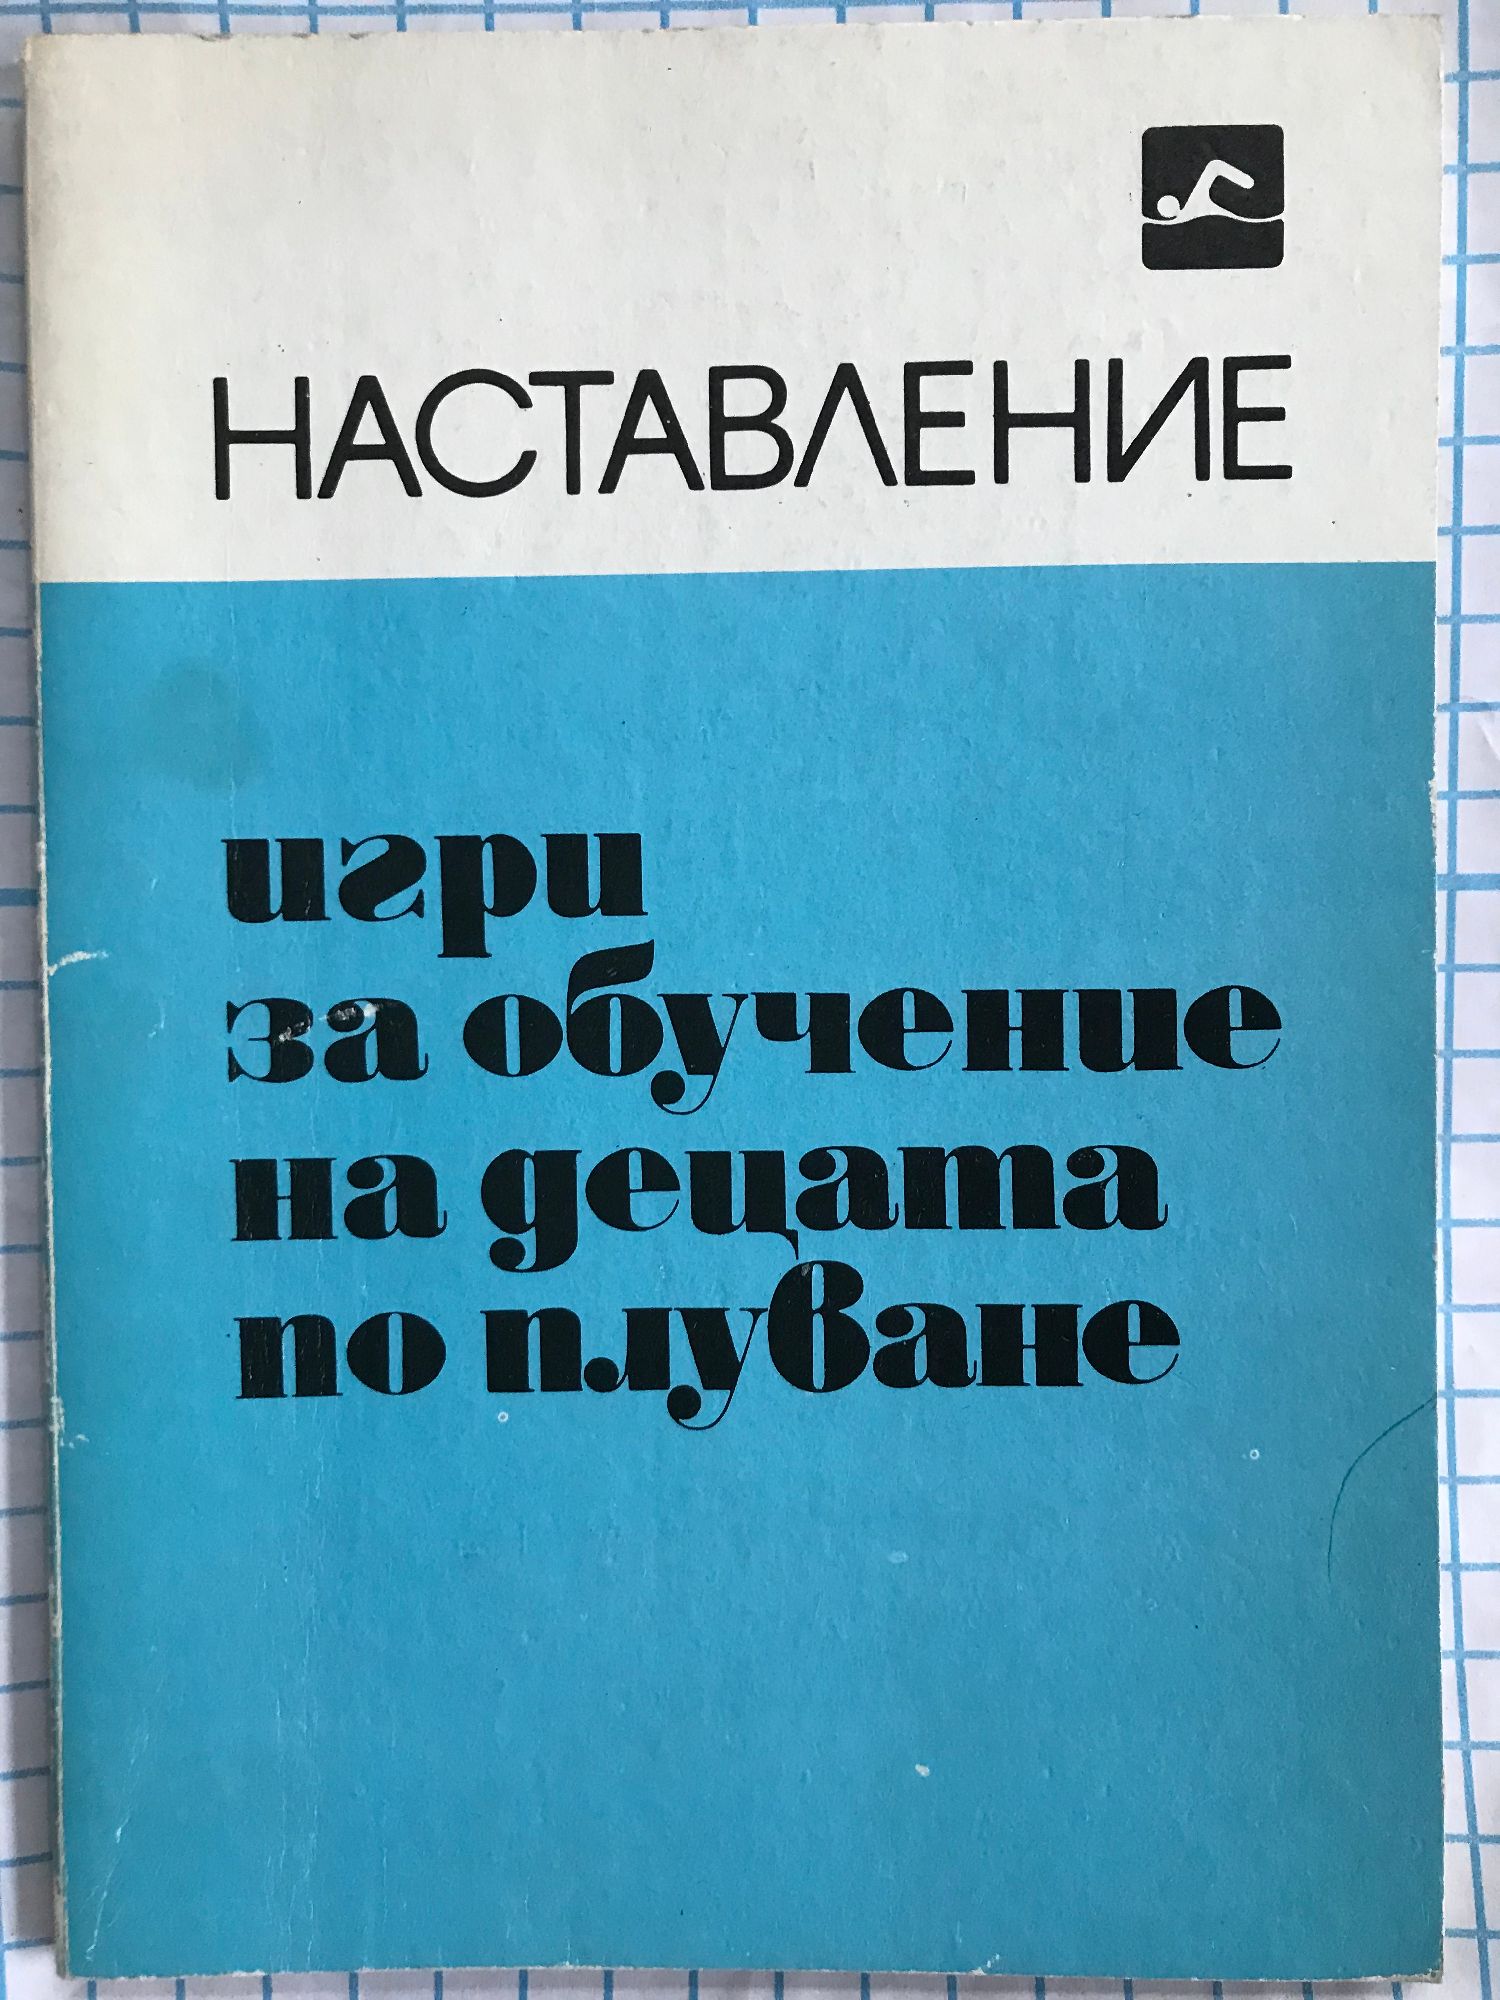 НАСТАВЛЕНИЕ
игри
за обучение
на децата
по плуване